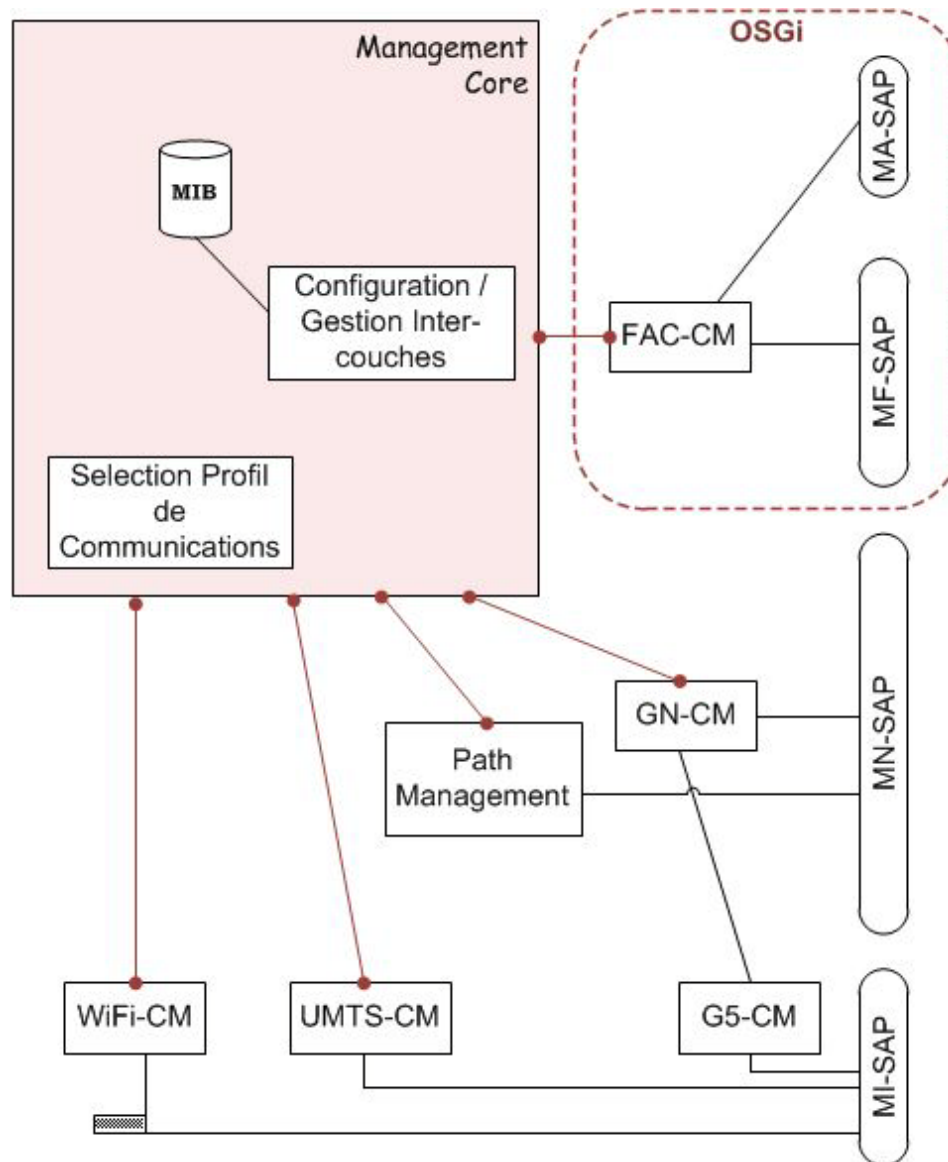 Management
Core
OSGi
MA-SAP
MIB
Configuration /
Gestion Inter-
couches
FAC-CM
MF-SAP
Selection Profil
de
Communications
GN-CM
MN-SAP
Path
Management
WiFi-CM
UMTS-CM
G5-CM
MI-SAP